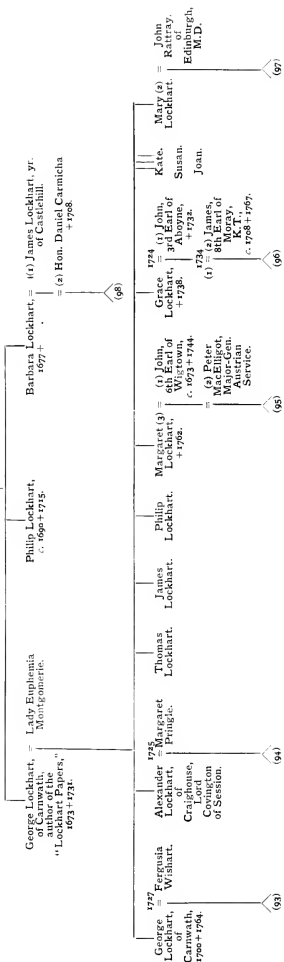 George Lockhart,
of Carnwath,
author of the
"Lockhart Papers,"
1673 + 1731.
=
Lady Euphemia
Montgomerie.
Philip Lockhart,
c. 1690 + 1715.
Barbara Lockhart,
1677 + .
= (1) James Lockhart, yr.
of Castlehill.
= (2) Hon. Daniel Carmicha
+ 1708.
(98)
George
Lockhart,
of
Carnwath,
1700 + 1764.
1727
=
Fergusia
Wishart.
(93)
Alexander
Lockhart,
of
Craighouse,
Lord
Covington
of Session.
1725
=
Margaret
Pringle.
(94)
Thomas
Lockhart.
James
Lockhart.
Philip
Lockhart.
Margaret (3)
Lockhart,
+ 1762.
= (1) John,
6th Earl of
Wigtown,
c. 1673 + 1744.
= (2) Peter
MacElligot,
Major-Gen.
Austrian
Service.
(95)
Grace
Lockhart,
+ 1738.
1724
= (1) John,
3rd Earl of
Aboyne,
+ 1732.
1734
(1) = (2) James,
8th Earl of
Moray,
K.T.,
c. 1708 + 1767.
(96)
Kate.
Susan.
Joan.
Mary (2)
Lockhart.
=
John
Rattray,
of
Edinburgh,
M.D.
(97)